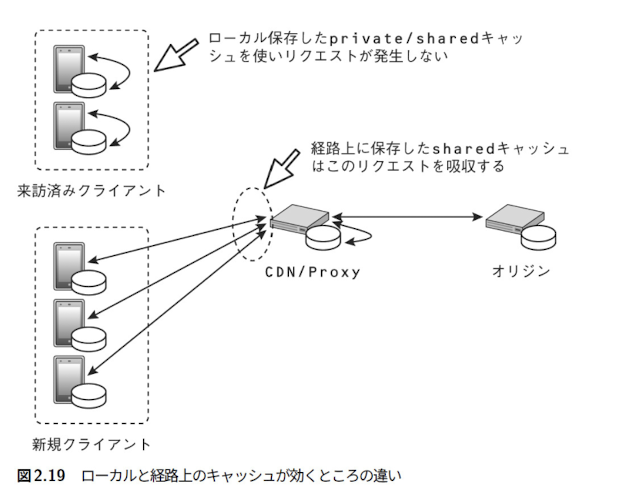 ローカル保存したprivate/sharedキャッ
シュを使いリクエストが発生しない
経路上に保存したsharedキャッシュ
はこのリクエストを吸収する
来訪済みクライアント
CDN/Proxy
オリジン
新規クライアント
図2.19 ローカルと経路上のキャッシュが効くところの違い